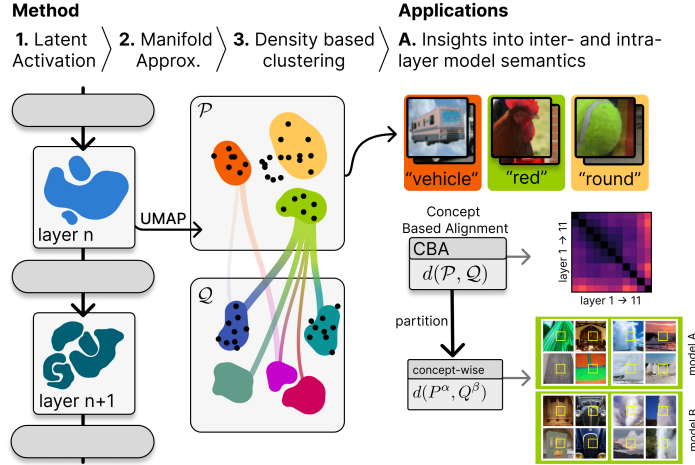 Method
Applications
1. Latent
Activation
2. Manifold
Approx.
3. Density based
clustering
A. Insights into inter- and intra-
layer model semantics
𝒫
"vehicle"
"red"
"round"
layer n
UMAP
Concept
Based Alignment
CBA
d(𝒫, 𝒬)
layer 1 → 11
layer 1 → 11
𝒬
partition
layer n+1
concept-wise
d(P^α, Q^β)
model A
model B